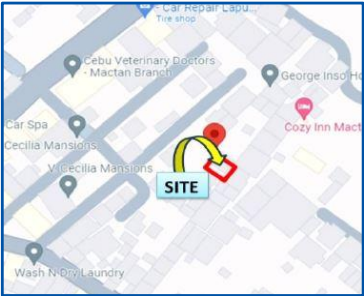 Car Repair Lapu...
Tire shop
Cebu Veterinary Doctors
- Mactan Branch
George Inso Ho
Cozy Inn Mact
Car Spa
Cecilia Mansions
V Cecilia Mansions
SITE
Wash N Dry Laundry